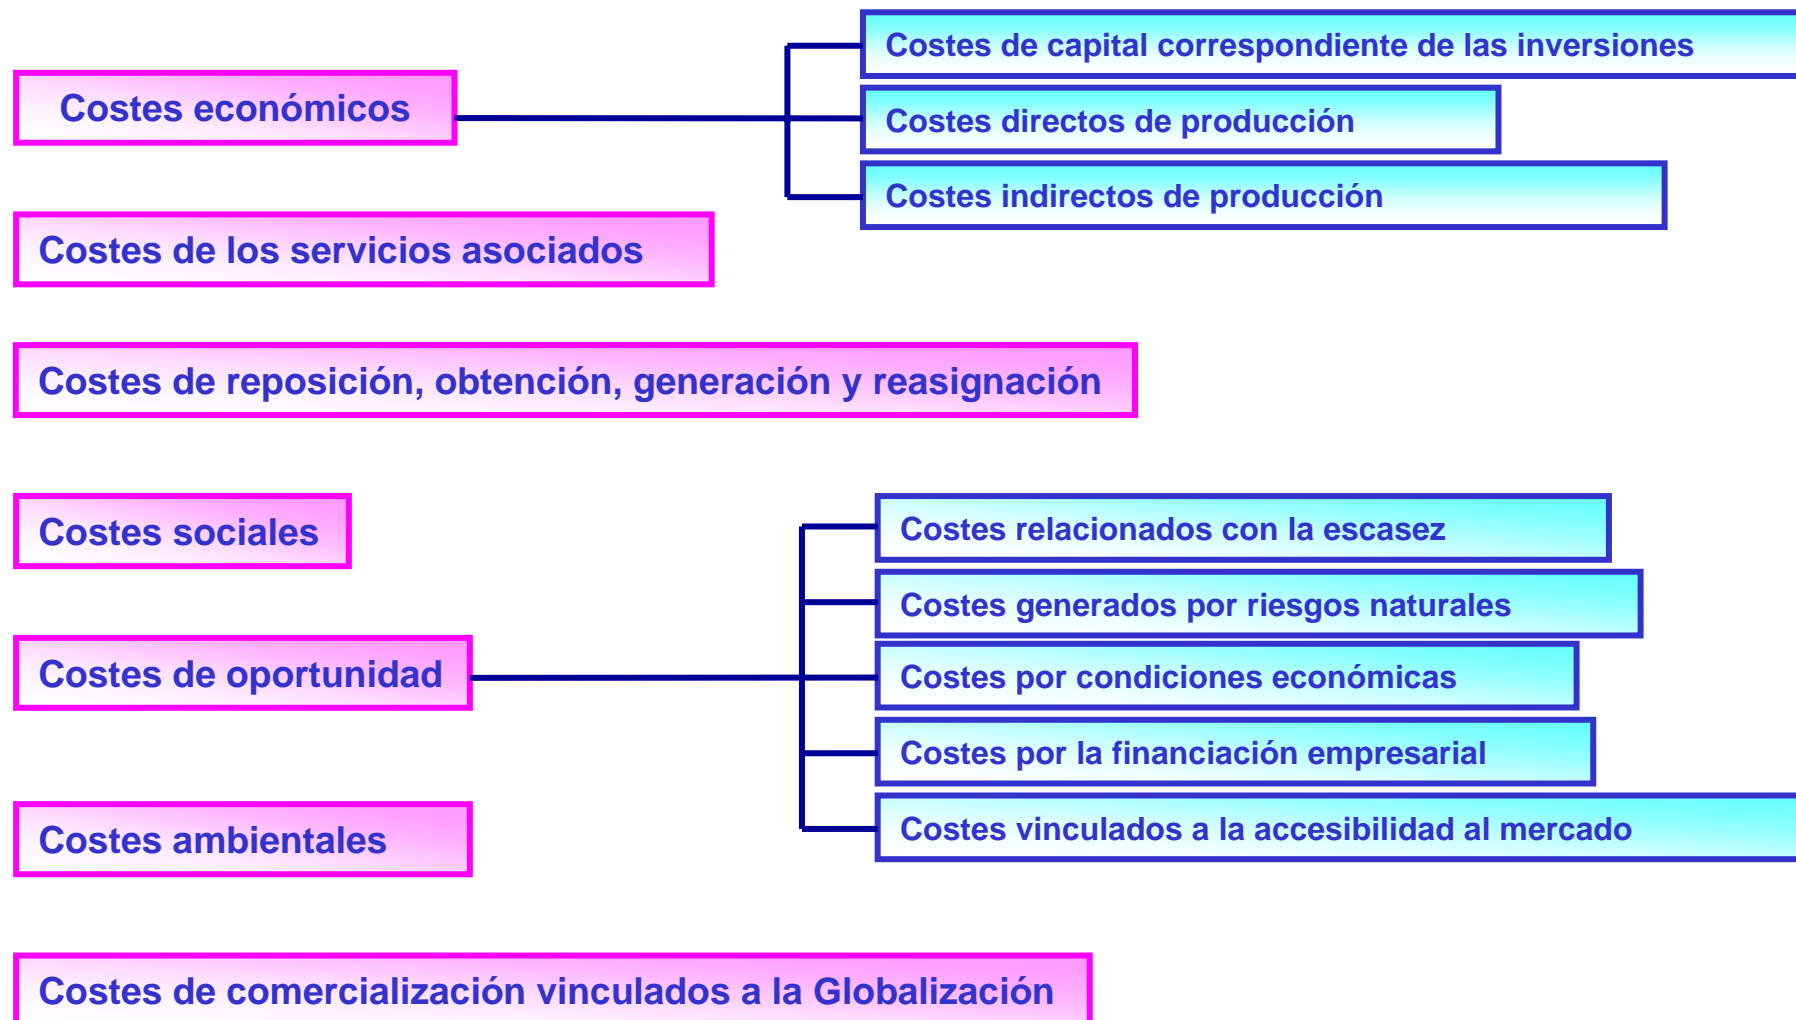 Costes económicos
Costes de capital correspondiente de las inversiones
Costes directos de producción
Costes indirectos de producción
Costes de los servicios asociados
Costes de reposición, obtención, generación y reasignación
Costes sociales
Costes de oportunidad
Costes relacionados con la escasez
Costes generados por riesgos naturales
Costes por condiciones económicas
Costes por la financiación empresarial
Costes vinculados a la accesibilidad al mercado
Costes ambientales
Costes de comercialización vinculados a la Globalización